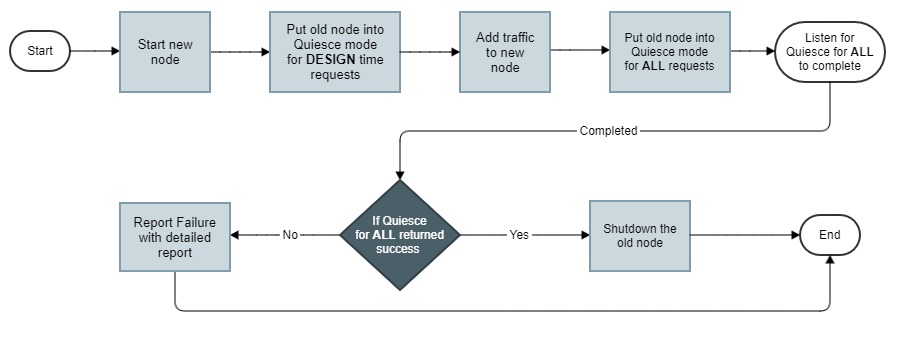 Start
Start new
node
Put old node into
Quiesce mode
for DESIGN time
requests
Add traffic
to new
node
Put old node into
Quiesce mode
for ALL requests
Listen for
Quiesce for ALL
to complete
Completed
If Quiesce
for ALL returned
success
No
Report Failure
with detailed
report
Yes
Shutdown the
old node
End